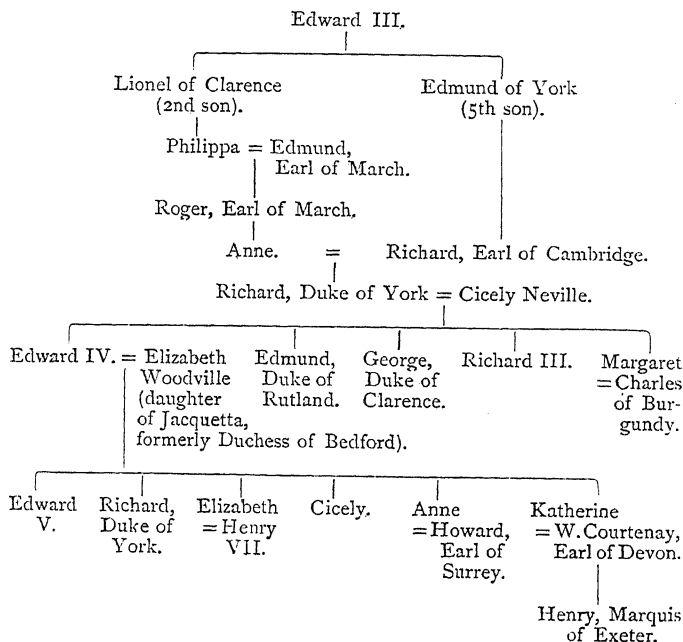 Edward III.
Lionel of Clarence
(2nd son).
Edmund of York
(5th son).
Philippa = Edmund,
Earl of March.
Roger, Earl of March.
Anne. = Richard, Earl of Cambridge.
Richard, Duke of York = Cicely Neville.
Edward IV. = Elizabeth
Woodville
(daughter
of Jacquetta,
formerly Duchess of Bedford).
Edmund,
Duke of
Rutland.
George,
Duke of
Clarence.
Richard III.
Margaret
= Charles
of Bur-
gundy.
Edward
V.
Richard,
Duke of
York.
Elizabeth
= Henry
VII.
Cicely.
Anne
= Howard,
Earl of
Surrey.
Katherine
= W. Courtenay,
Earl of Devon.
Henry, Marquis
of Exeter.